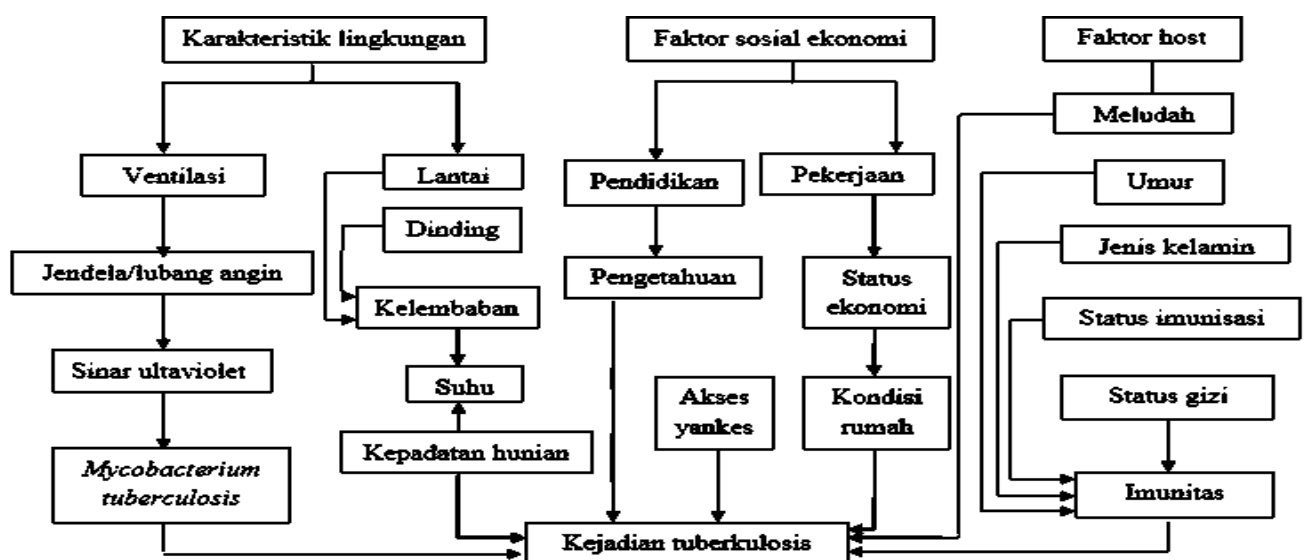 Karakteristik lingkungan
Faktor sosial ekonomi
Faktor host
Meludah
Ventilasi
Lantai
Pendidikan
Pekerjaan
Umur
Dinding
Jendela/lubang angin
Pengetahuan
Status
ekonomi
Jenis kelamin
Kelembaban
Status imunisasi
Sinar ultaviolet
Suhu
Akses
yankes
Kondisi
rumah
Status gizi
Kepadatan hunian
Mycobacterium
tuberculosis
Imunitas
Kejadian tuberkulosis